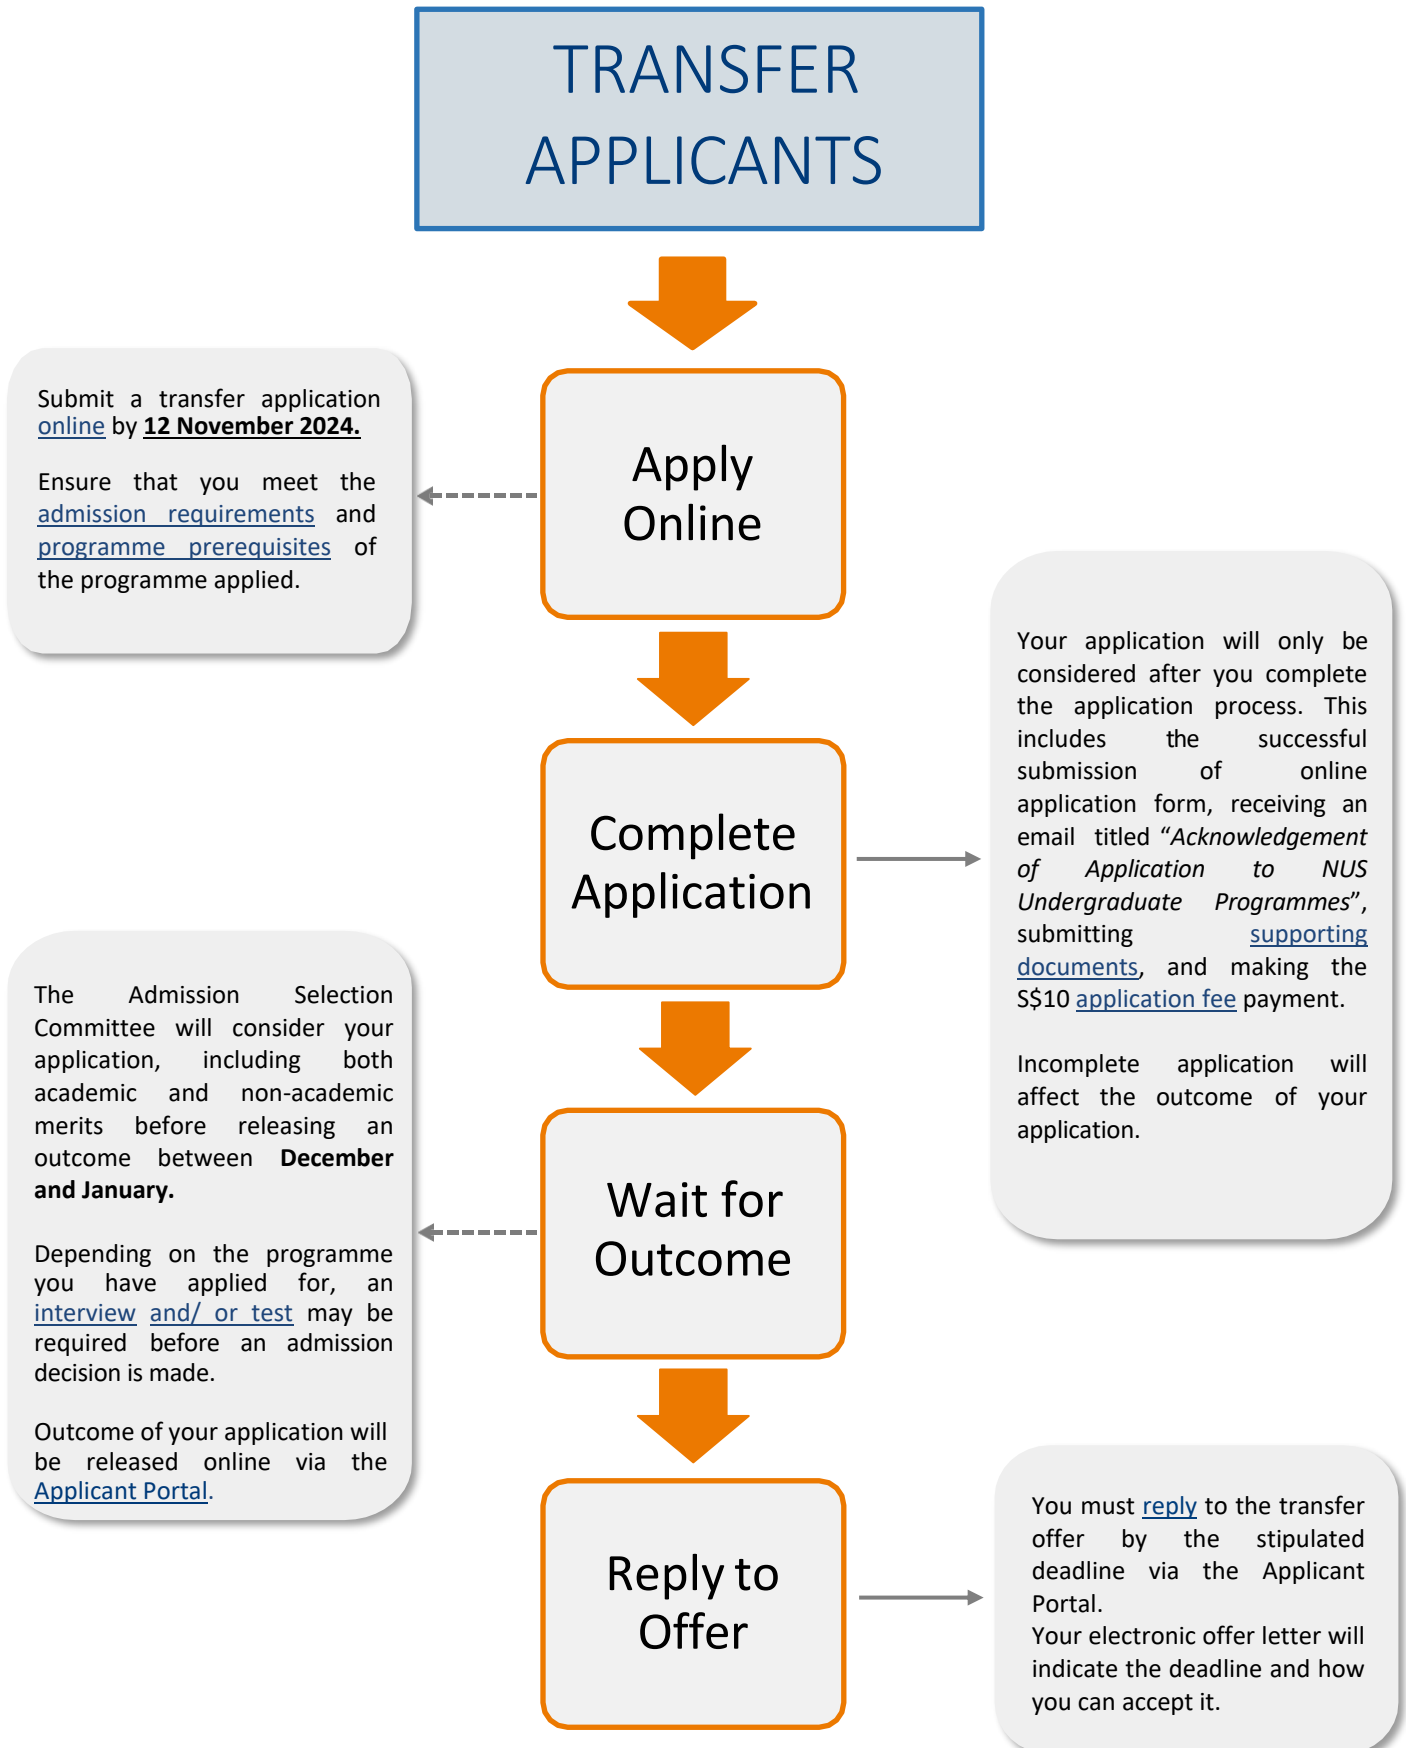 TRANSFER
APPLICANTS
Submit a transfer application
online by 12 November 2024.
Ensure that you meet the
admission requirements and
programme prerequisites of
the programme applied.
Apply
Online
Complete
Application
Your application will only be
considered after you complete
the application process. This
includes the successful
submission of online
application form, receiving an
email titled “Acknowledgement
of Application to NUS
Undergraduate Programmes”,
submitting supporting
documents, and making the
S$10 application fee payment.
Incomplete application will
affect the outcome of your
application.
The Admission Selection
Committee will consider your
application, including both
academic and non-academic
merits before releasing an
outcome between December
and January.
Depending on the programme
you have applied for, an
interview and/ or test may be
required before an admission
decision is made.
Outcome of your application will
be released online via the
Applicant Portal.
Wait for
Outcome
Reply to
Offer
You must reply to the transfer
offer by the stipulated
deadline via the Applicant
Portal.
Your electronic offer letter will
indicate the deadline and how
you can accept it.